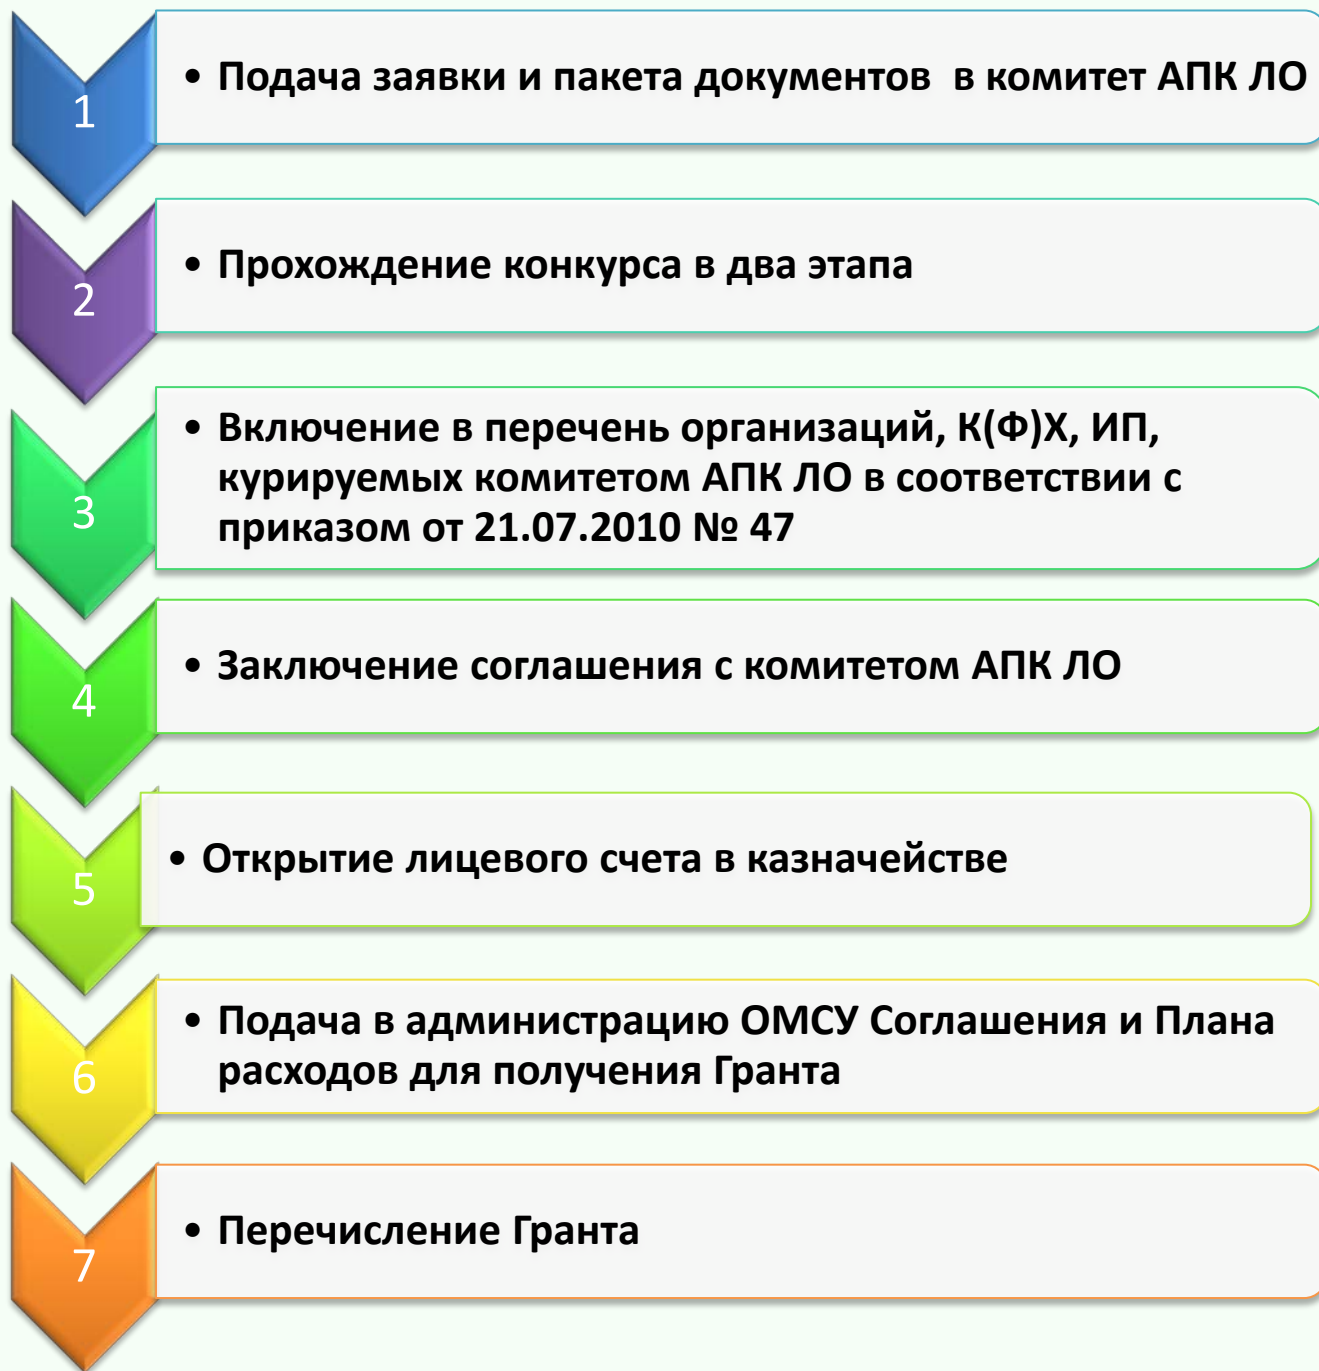 1
• Подача заявки и пакета документов в комитет АПК ЛО
2
• Прохождение конкурса в два этапа
3
• Включение в перечень организаций, К(Ф)Х, ИП,
курируемых комитетом АПК ЛО в соответствии с
приказом от 21.07.2010 № 47
4
• Заключение соглашения с комитетом АПК ЛО
5
• Открытие лицевого счета в казначействе
6
• Подача в администрацию ОМСУ Соглашения и Плана
расходов для получения Гранта
7
• Перечисление Гранта